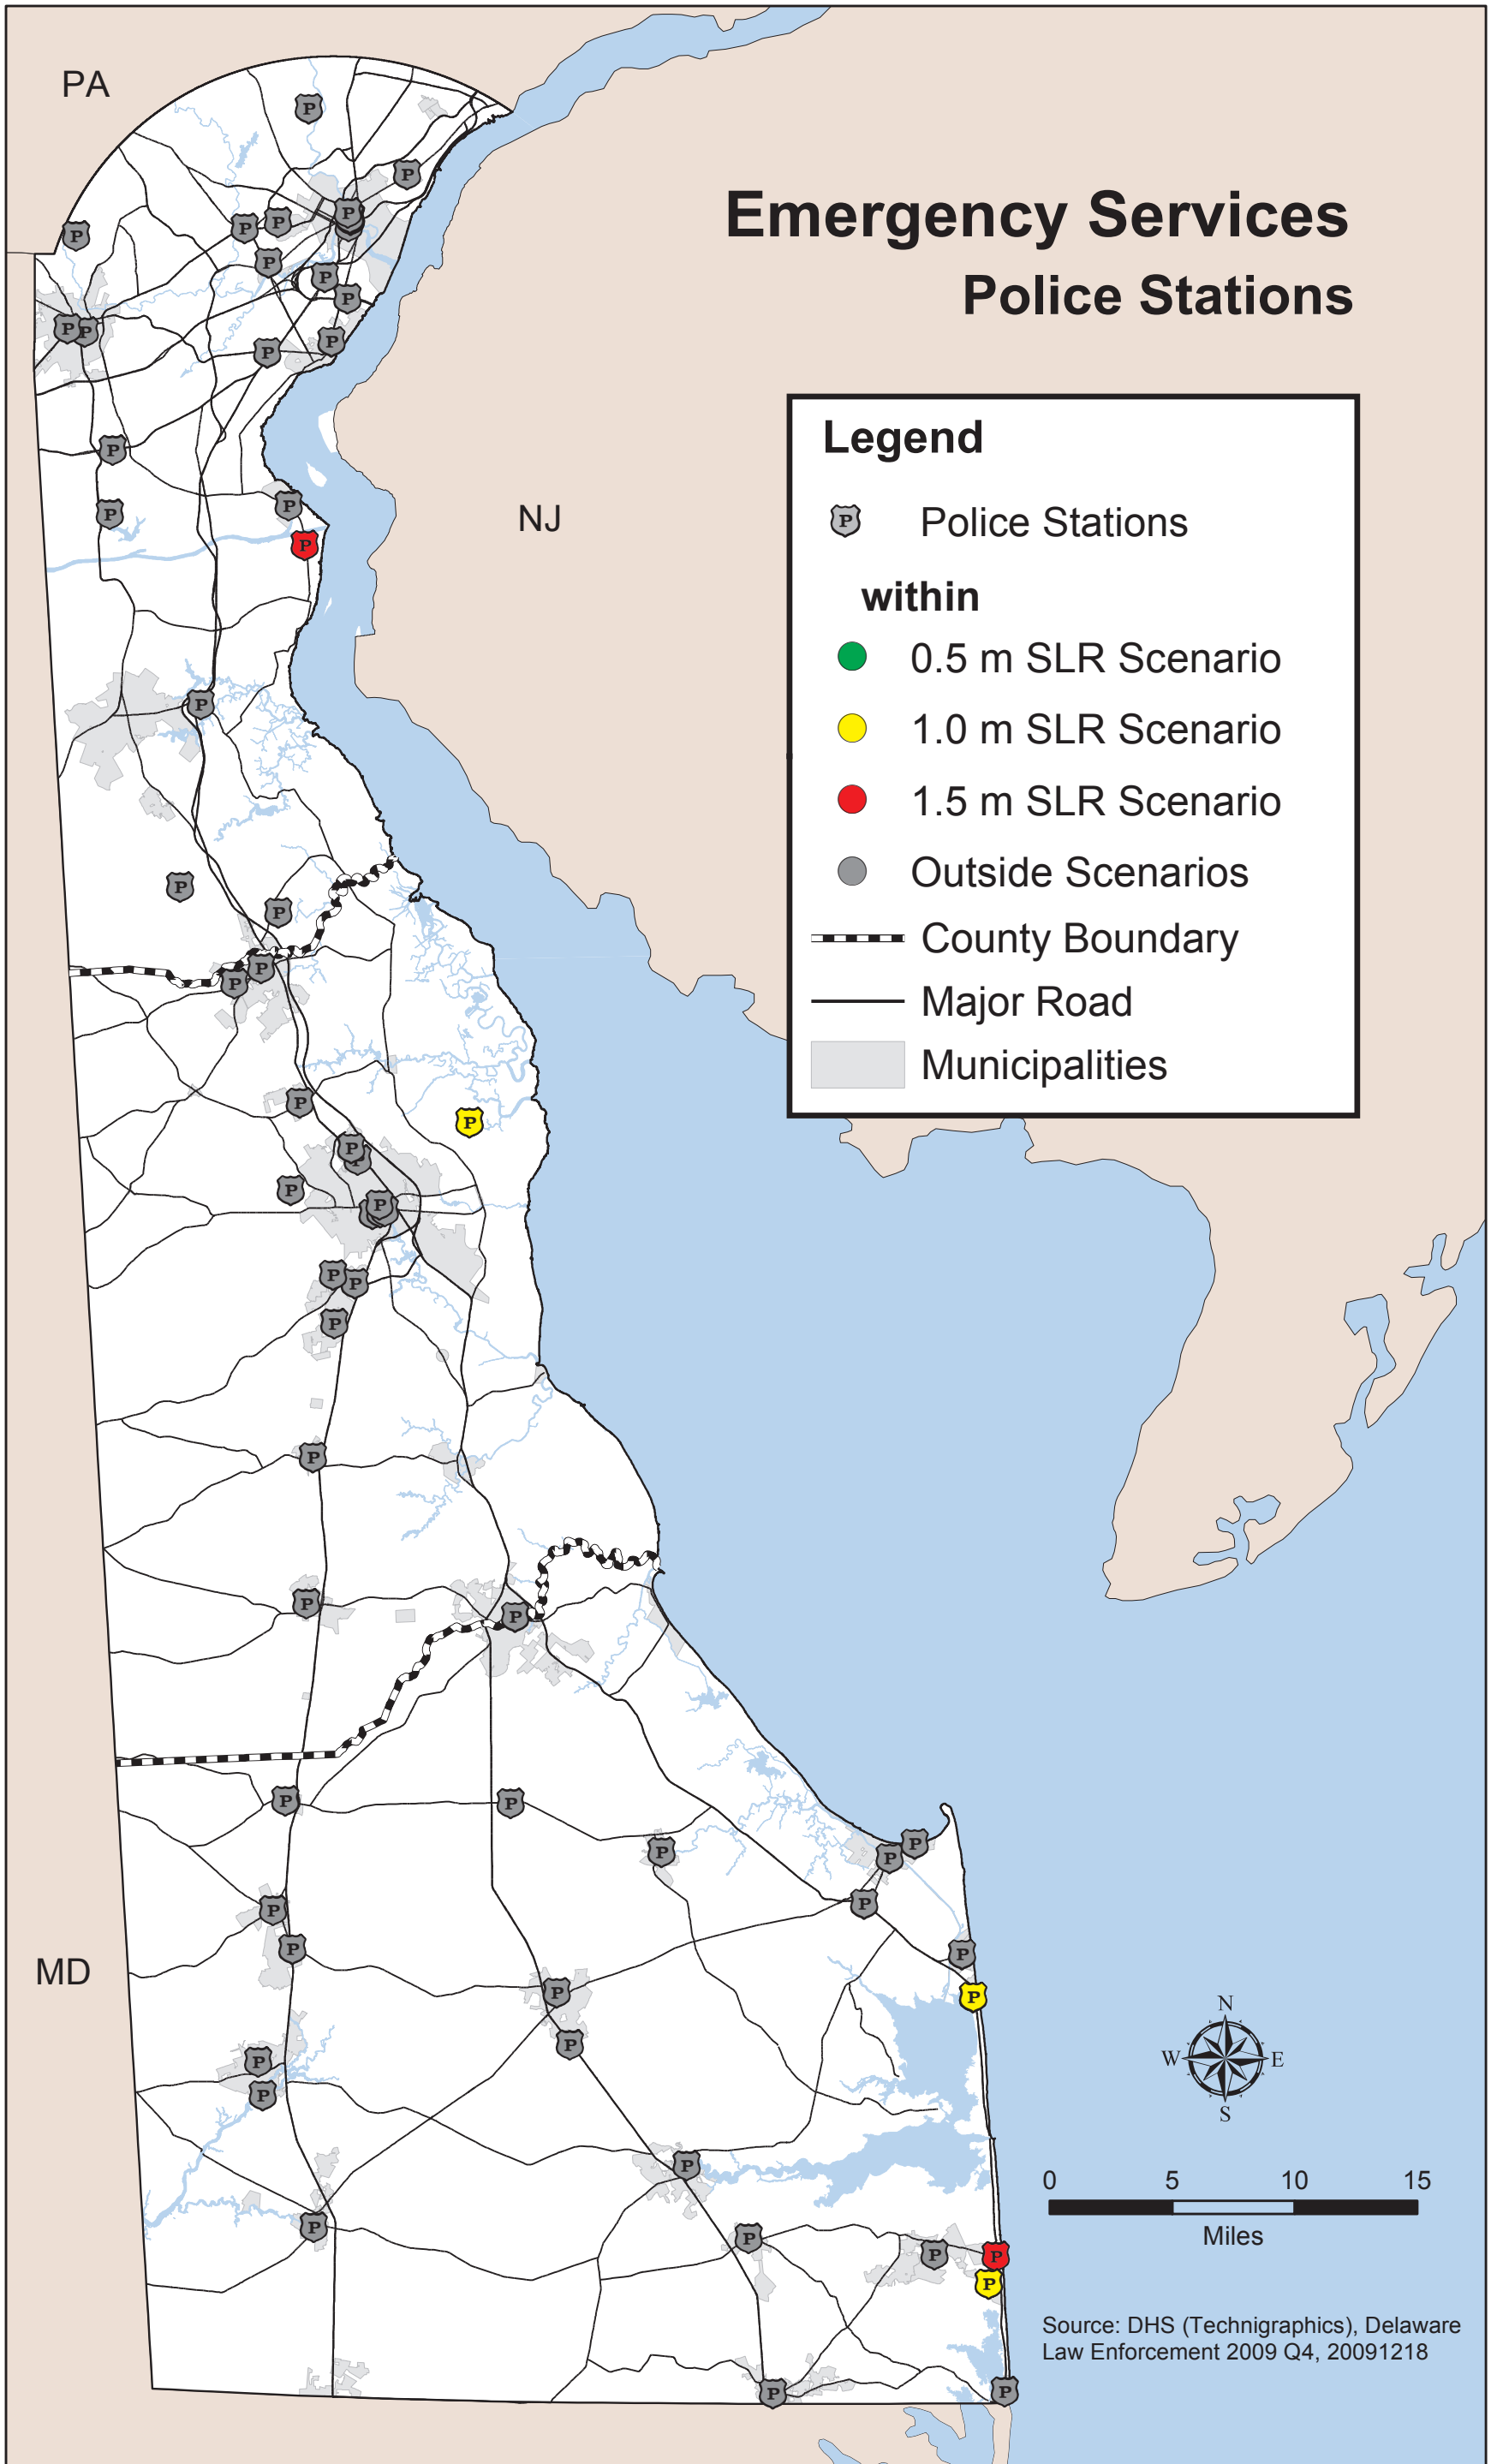 PA
Emergency Services
Police Stations
Legend
P Police Stations
within
0.5 m SLR Scenario
1.0 m SLR Scenario
1.5 m SLR Scenario
Outside Scenarios
County Boundary
Major Road
Municipalities
NJ
MD
N
W E
S
0 5 10 15
Miles
Source: DHS (Technigraphics), Delaware
Law Enforcement 2009 Q4, 20091218